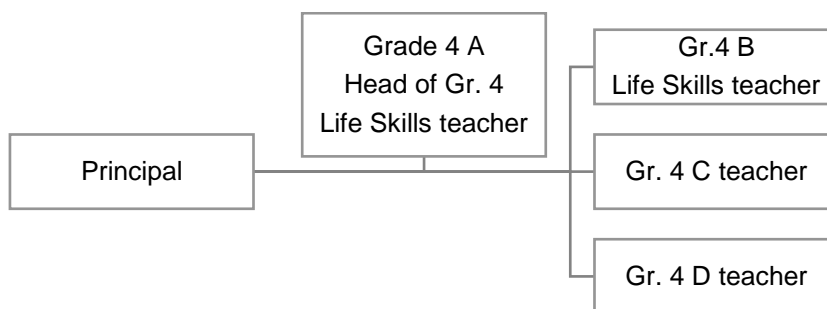 Grade 4 A
Head of Gr. 4
Life Skills teacher
Gr.4 B
Life Skills teacher
Principal
Gr. 4 C teacher
Gr. 4 D teacher